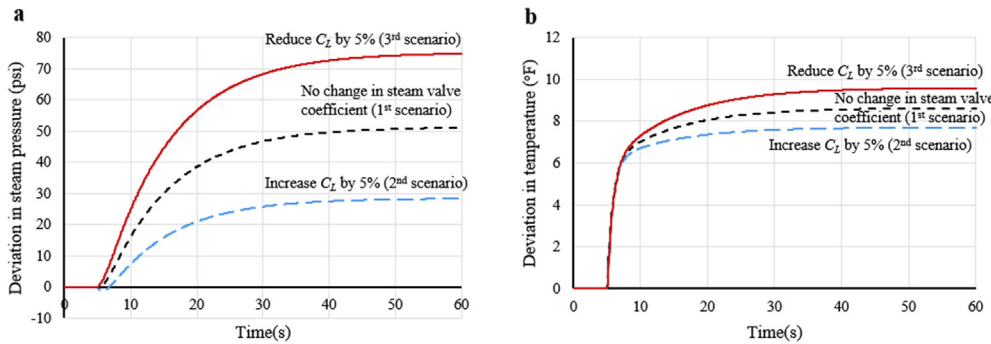 a
80
70
60
50
40
30
20
10
0
-10
0
10
20
30
40
50
60
Deviation in steam pressure (psi)
Time(s)
Reduce C_L by 5% (3rd scenario)
No change in steam valve
coefficient (1st scenario)
Increase C_L by 5% (2nd scenario)
b
12
10
8
6
4
2
0
0
10
20
30
40
50
60
Deviation in temperature (°F)
Time(s)
Reduce C_L by 5% (3rd scenario)
No change in steam valve
coefficient (1st scenario)
Increase C_L by 5% (2nd scenario)